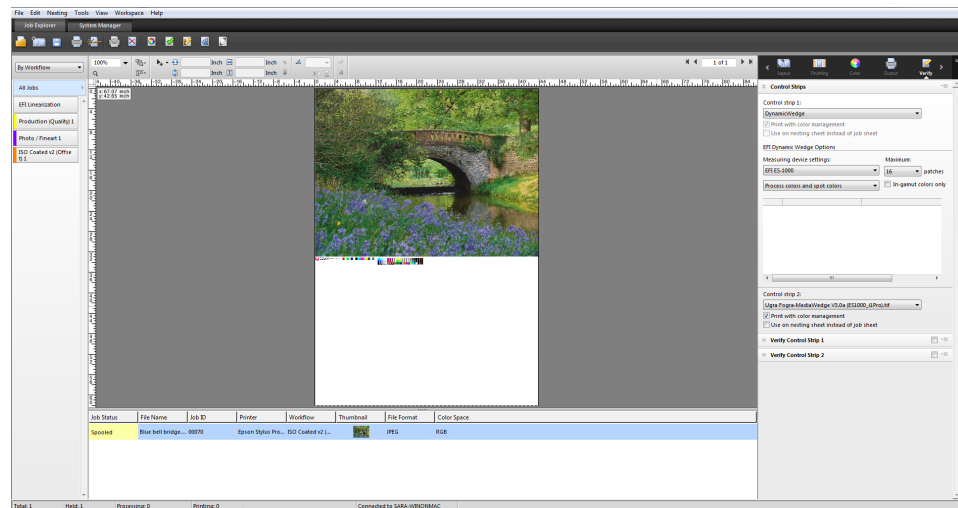 File Edit Nesting Tools View Workspace Help
Job Explorer System Manager
By Workflow
100% Inch Inch
Inch Inch
1 of 1
Layout Finishing Color Output Verify
All Jobs
EFI Linearization
Production (Quality) 1
Photo / Fineart 1
ISO Coated v2 (Offse
t) 1
x: 67.07 inch
y: 42.65 inch
Control Strips
Control strip 1:
DynamicWedge
Print with color management
Use on nesting sheet instead of job sheet
EFI Dynamic Wedge Options
Measuring device settings: Maximum:
EFI ES-1000 16 patches
Process colors and spot colors In-gamut colors only
Control strip 2:
Ugra Fogra-MediaWedge V3.0a (ES1000_i1Pro).tif
Print with color management
Use on nesting sheet instead of job sheet
Verify Control Strip 1
Verify Control Strip 2
Job Status File Name Job ID Printer Workflow Thumbnail File Format Color Space
Spooled Blue bell bridge.... 00070 Epson Stylus Pro... ISO Coated v2 (... JPEG RGB
Total: 1 Held: 1 Processing: 0 Printing: 0 Connected to SARA-WINONMAC